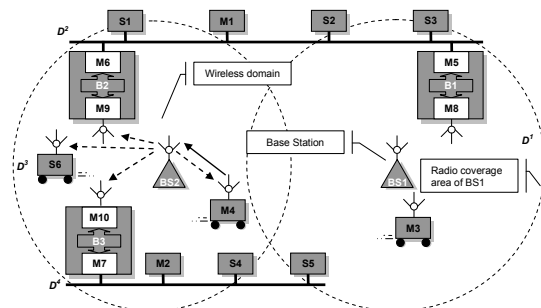 S1 M1 S2 S3
D²
M6 M5
Wireless domain
B2 B1
M9 M8
Base Station
D¹
D³
S6
BS2 BS1
Radio coverage
area of BS1
M4
M10 M3
B3
M7 M2 S4 S5
D⁴